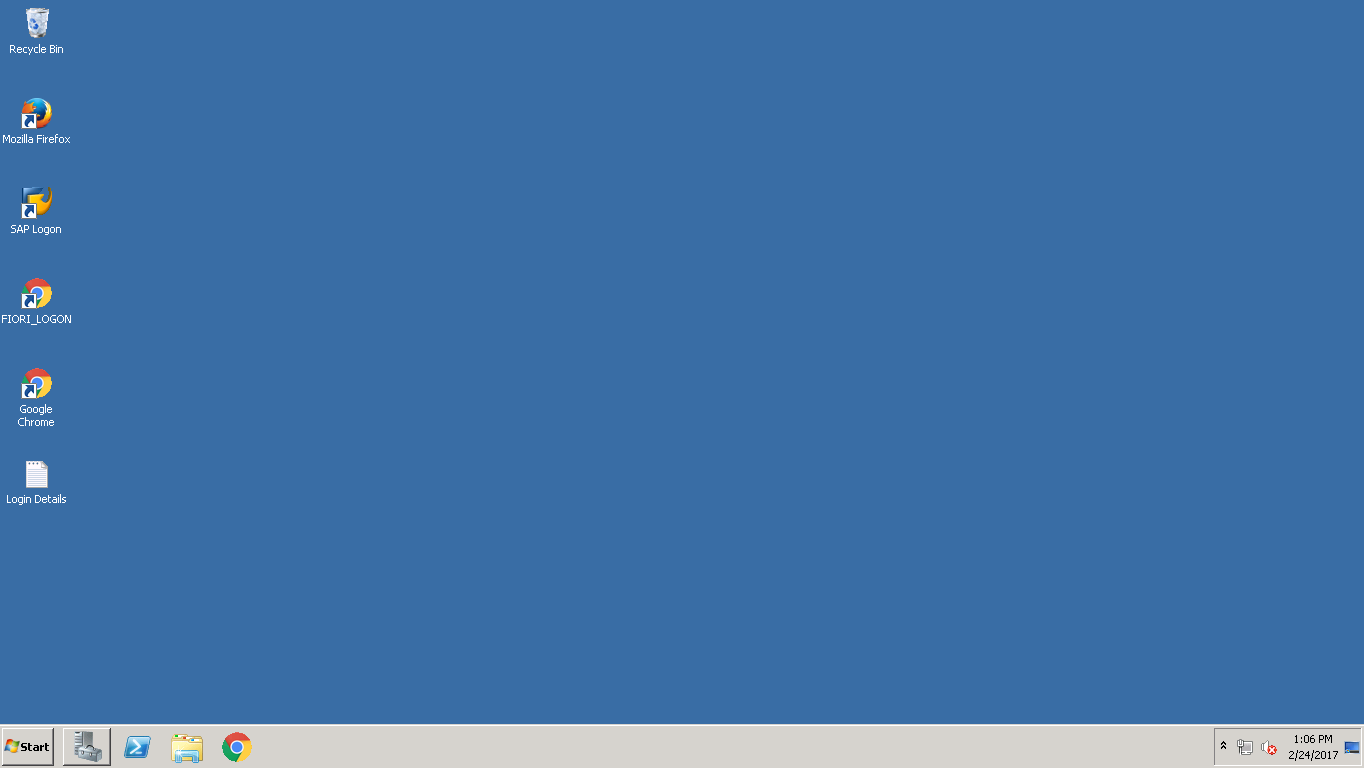 Recycle Bin
Mozilla Firefox
SAP Logon
FIORI_LOGON
Google
Chrome
Login Details
Start
1:06 PM
2/24/2017